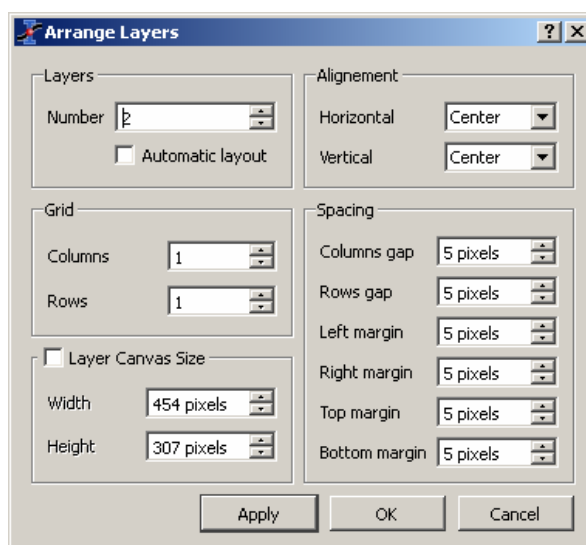 Arrange Layers
Layers
Number 2
Automatic layout
Alignement
Horizontal Center
Vertical Center
Grid
Columns 1
Rows 1
Spacing
Columns gap 5 pixels
Rows gap 5 pixels
Left margin 5 pixels
Right margin 5 pixels
Top margin 5 pixels
Bottom margin 5 pixels
Layer Canvas Size
Width 454 pixels
Height 307 pixels
Apply OK Cancel